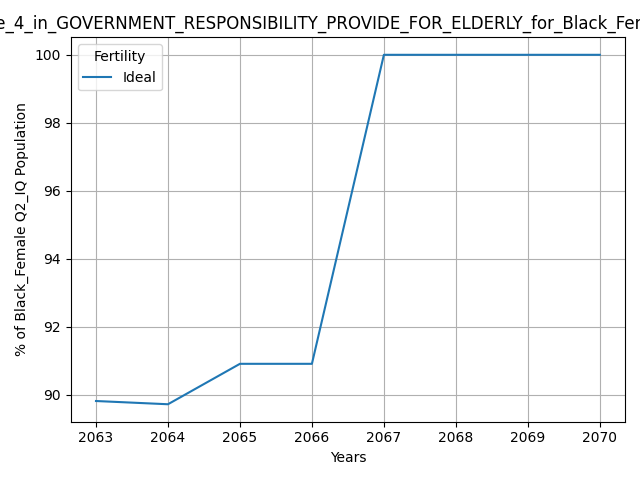 e_4_in_GOVERNMENT_RESPONSIBILITY_PROVIDE_FOR_ELDERLY_for_Black_Fer
Fertility
Ideal
100
98
96
94
92
90
% of Black_Female Q2_IQ Population
2063 2064 2065 2066 2067 2068 2069 2070
Years